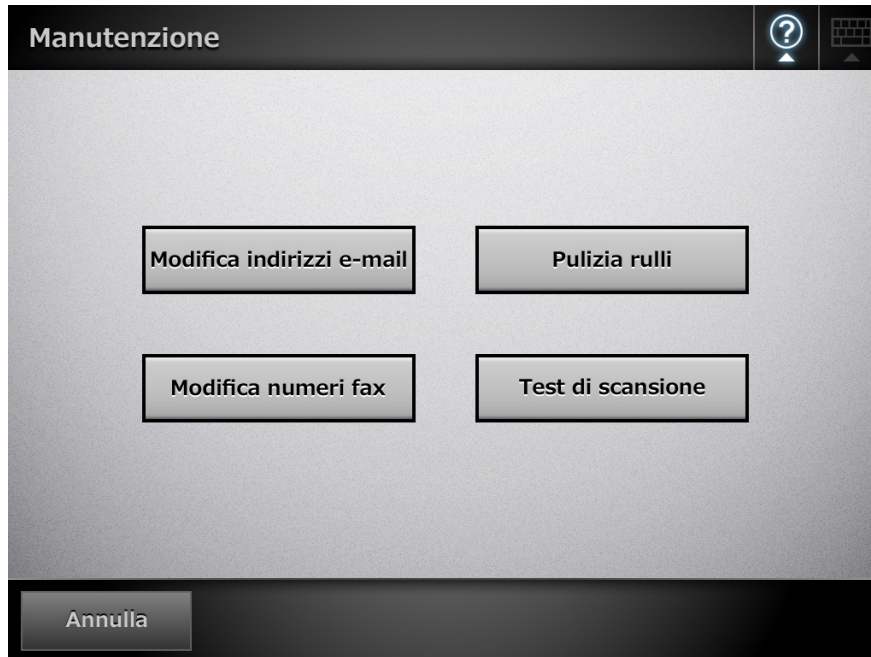 Manutenzione
?
Modifica indirizzi e-mail
Pulizia rulli
Modifica numeri fax
Test di scansione
Annulla